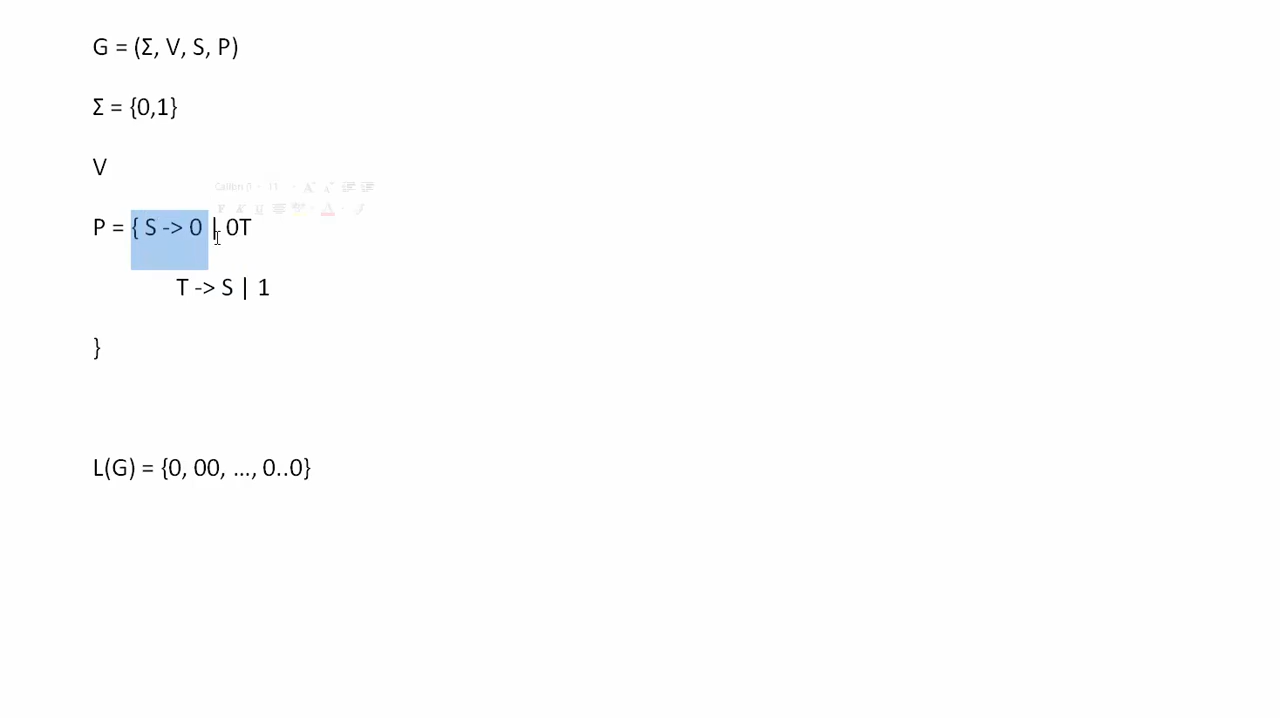 G = (Σ, V, S, P)
Σ = {0,1}
V
P = { S -> 0 | 0T
T -> S | 1
}
L(G) = {0, 00, ..., 0..0}